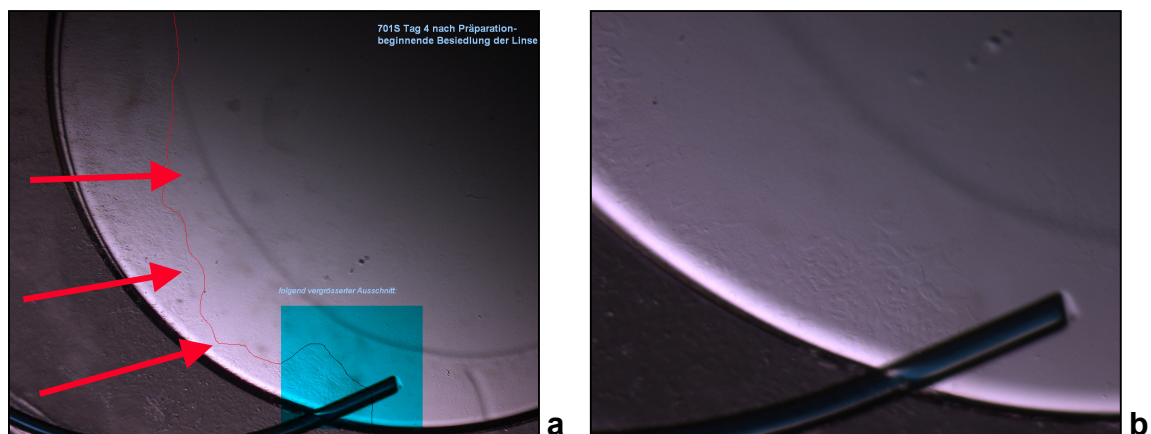 701S Tag 4 nach Präparation-
beginnende Besiedlung der Linse
folgend vergrösserter Ausschnitt:
a
b